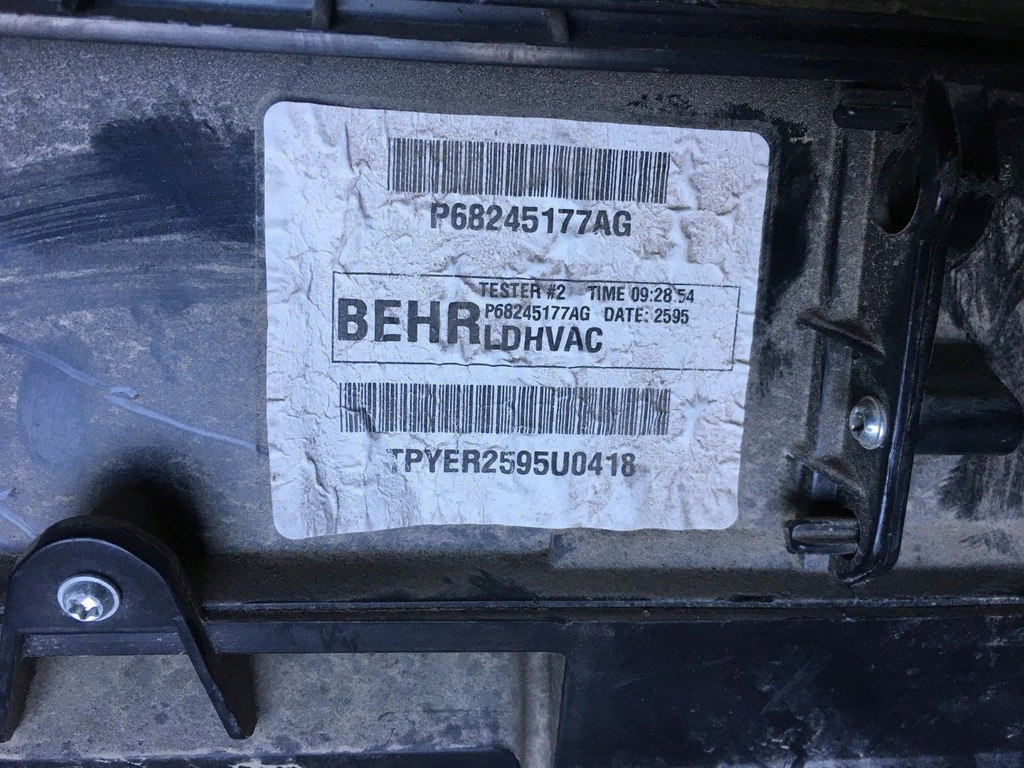 P68245177AG
TESTER #2 TIME 09:28:54
BEHR P68245177AG DATE: 2595
LDHVAC
TPYER2595U0418